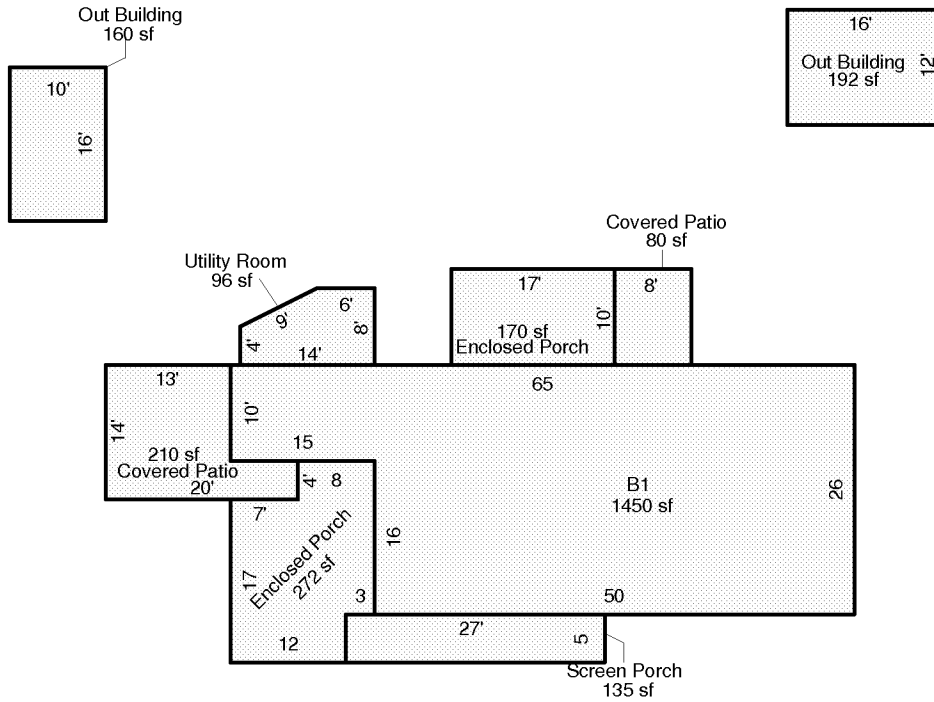 Out Building
160 sf
10'
16'
16'
Out Building
192 sf
12'
Covered Patio
80 sf
Utility Room
96 sf
9'
6'
8'
4'
14'
17'
170 sf
Enclosed Porch
10'
8'
13'
14'
210 sf
Covered Patio
20'
10'
65
15
B1
1450 sf
26
16
50
4'
8
7'
Enclosed Porch
272 sf
17
3
12
27'
5
Screen Porch
135 sf